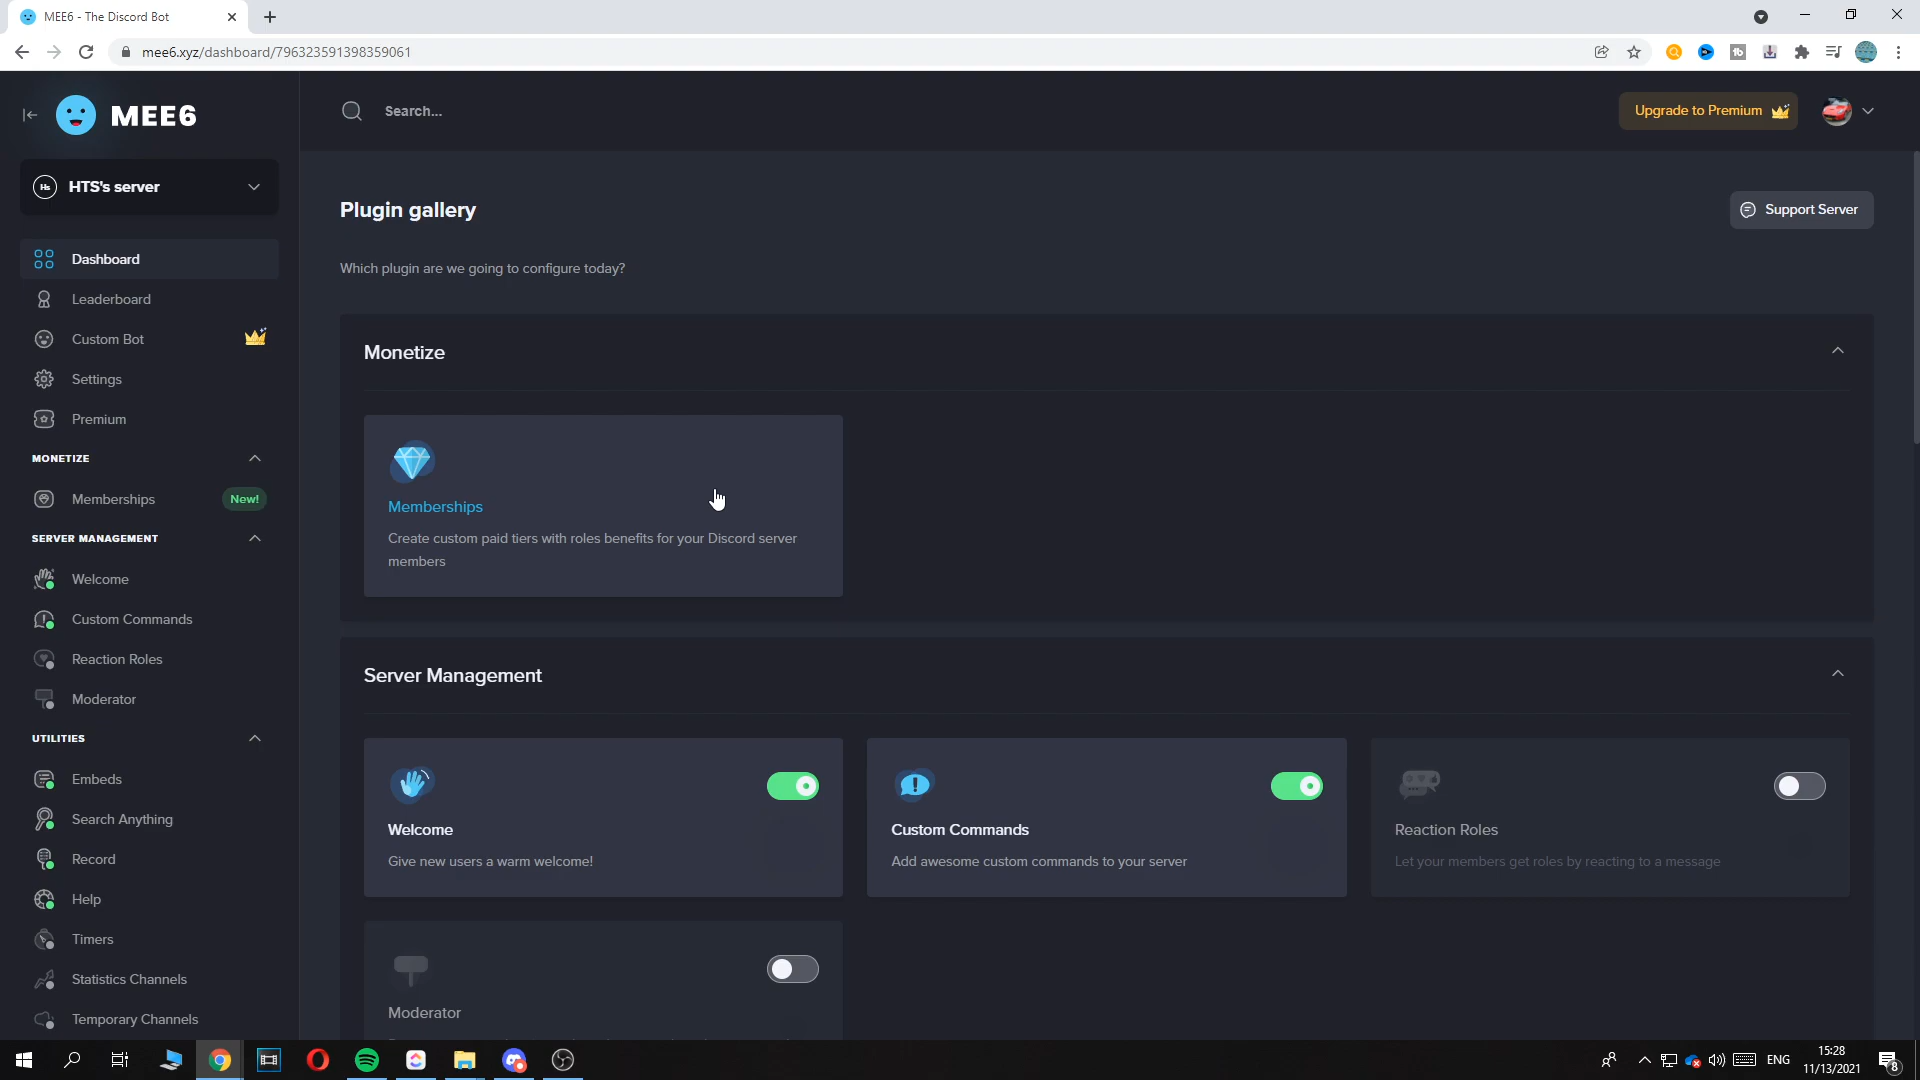 MEE6 - The Discord Bot
mee6.xyz/dashboard/796323591398359061
MEE6
Search...
Upgrade to Premium
Hs
HTS's server
Plugin gallery
Support Server
Dashboard
Which plugin are we going to configure today?
Leaderboard
Custom Bot
Monetize
Settings
Premium
MONETIZE
Memberships
New!
Memberships
Create custom paid tiers with roles benefits for your Discord server
members
SERVER MANAGEMENT
Welcome
Custom Commands
Reaction Roles
Moderator
Server Management
UTILITIES
Embeds
Search Anything
Record
Help
Timers
Statistics Channels
Temporary Channels
Welcome
Give new users a warm welcome!
Custom Commands
Add awesome custom commands to your server
Reaction Roles
Let your members get roles by reacting to a message
Moderator
ENG
15:28
11/13/2021
8